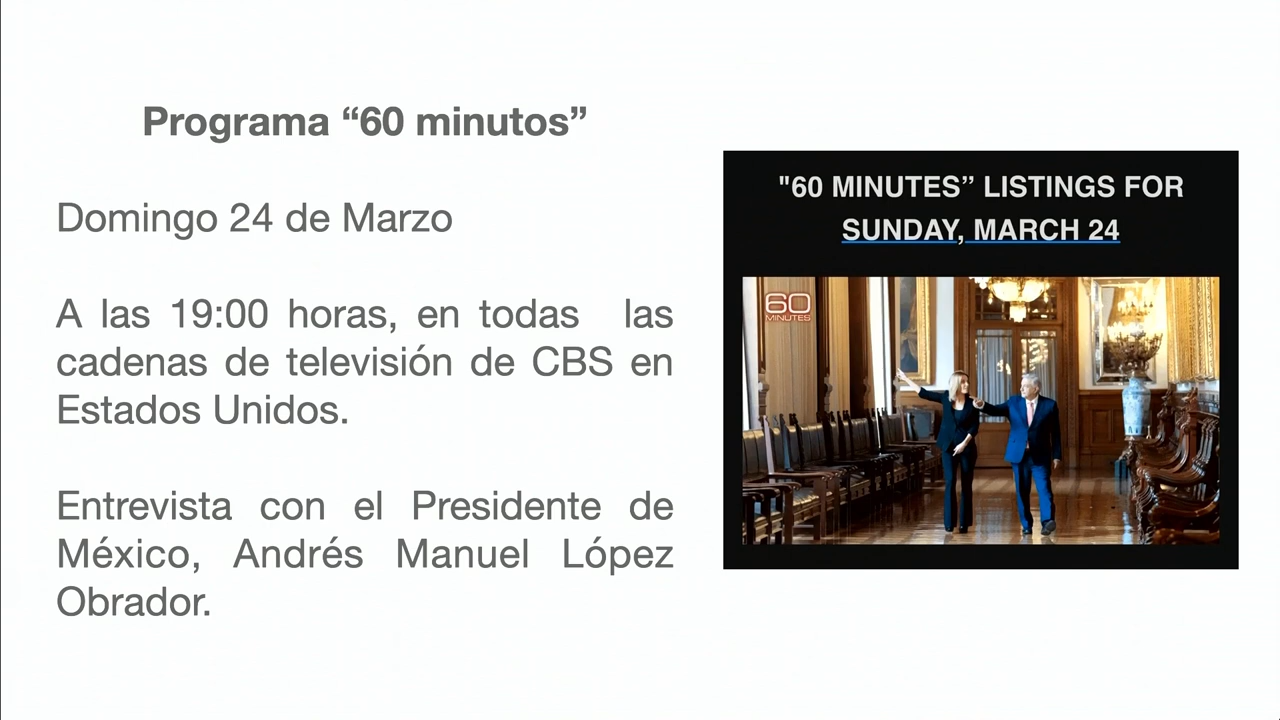 Programa “60 minutos”
Domingo 24 de Marzo
A las 19:00 horas, en todas las
cadenas de televisión de CBS en
Estados Unidos.
Entrevista con el Presidente de
México, Andrés Manuel López
Obrador.
"60 MINUTES” LISTINGS FOR
SUNDAY, MARCH 24
60
MINUTES